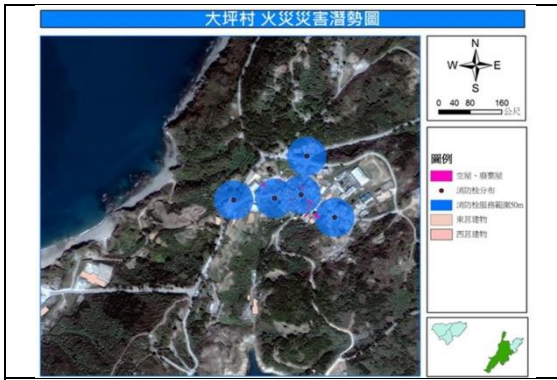 大坪村 火災災害潛勢圖
N
W E
S
0 40 80 160
公尺
圖例
空屋、廢棄屋
消防栓分布
消防栓服務範圍50m
東莒建物
西莒建物